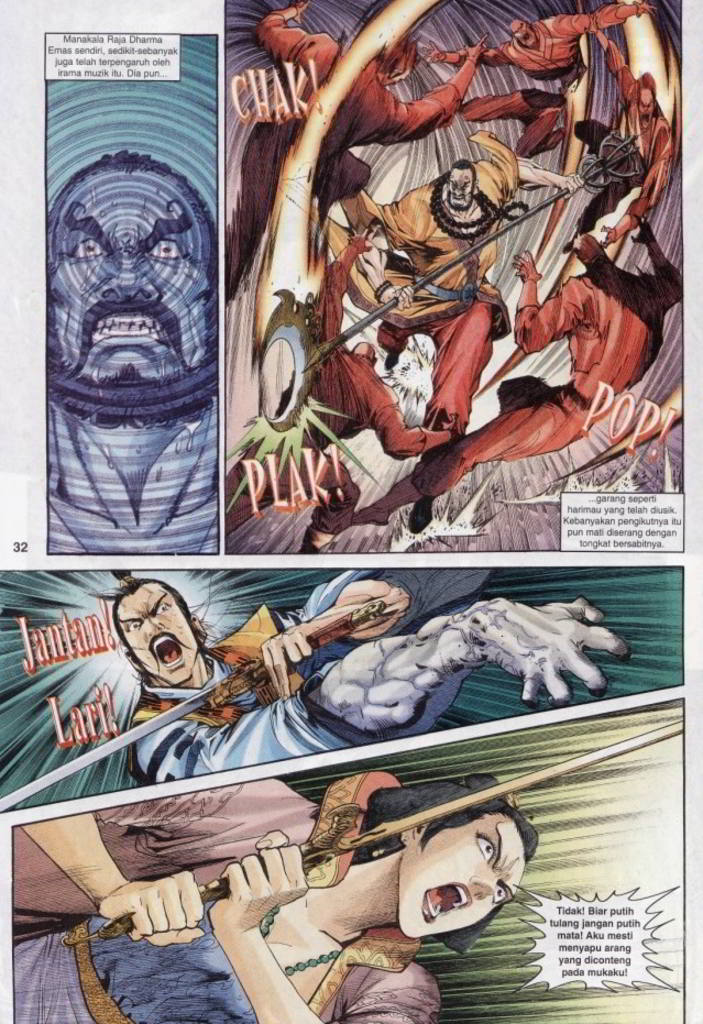 Manakala Raja Dharma
Emas sendiri, sedikit-sebanyak
juga telah terpengaruh oleh
irama muzik itu. Dia pun...
CHAK!
PLAK!
POP!
...garang seperti
harimau yang telah diusik.
Kebanyakan pengikutnya itu
pun mati diserang dengan
tongkat bersabitnya.
32
Jantan!
Lari!
Tidak! Biar putih
tulang jangan putih
mata! Aku mesti
menyapu arang
yang diconteng
pada mukaku!